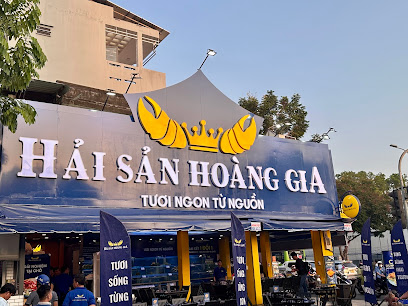 HẢI SẢN HOÀNG GIA
TƯƠI NGON TỪ NGUỒN
TƯƠI
SỐNG
TỪNG